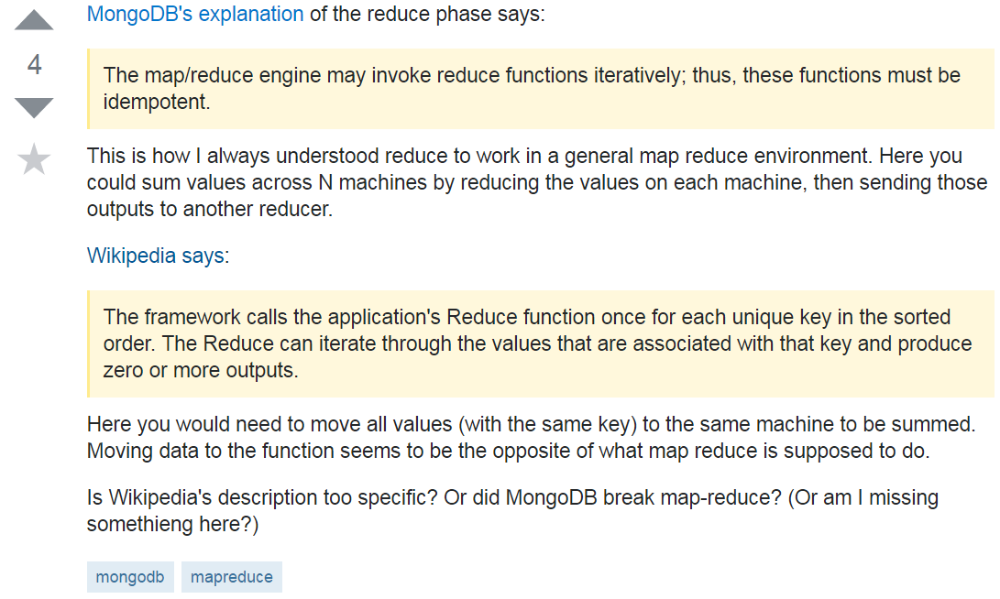 MongoDB's explanation of the reduce phase says:
4
The map/reduce engine may invoke reduce functions iteratively; thus, these functions must be
idempotent.
This is how I always understood reduce to work in a general map reduce environment. Here you
could sum values across N machines by reducing the values on each machine, then sending those
outputs to another reducer.
Wikipedia says:
The framework calls the application's Reduce function once for each unique key in the sorted
order. The Reduce can iterate through the values that are associated with that key and produce
zero or more outputs.
Here you would need to move all values (with the same key) to the same machine to be summed.
Moving data to the function seems to be the opposite of what map reduce is supposed to do.
Is Wikipedia's description too specific? Or did MongoDB break map-reduce? (Or am I missing
somethieng here?)
mongodb mapreduce